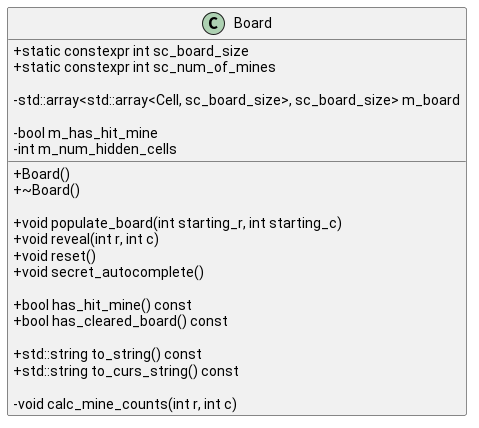 C Board
+static constexpr int sc_board_size
+static constexpr int sc_num_of_mines
-std::array<std::array<Cell, sc_board_size>, sc_board_size> m_board
-bool m_has_hit_mine
-int m_num_hidden_cells
+Board()
+~Board()
+void populate_board(int starting_r, int starting_c)
+void reveal(int r, int c)
+void reset()
+void secret_autocomplete()
+bool has_hit_mine() const
+bool has_cleared_board() const
+std::string to_string() const
+std::string to_curs_string() const
-void calc_mine_counts(int r, int c)